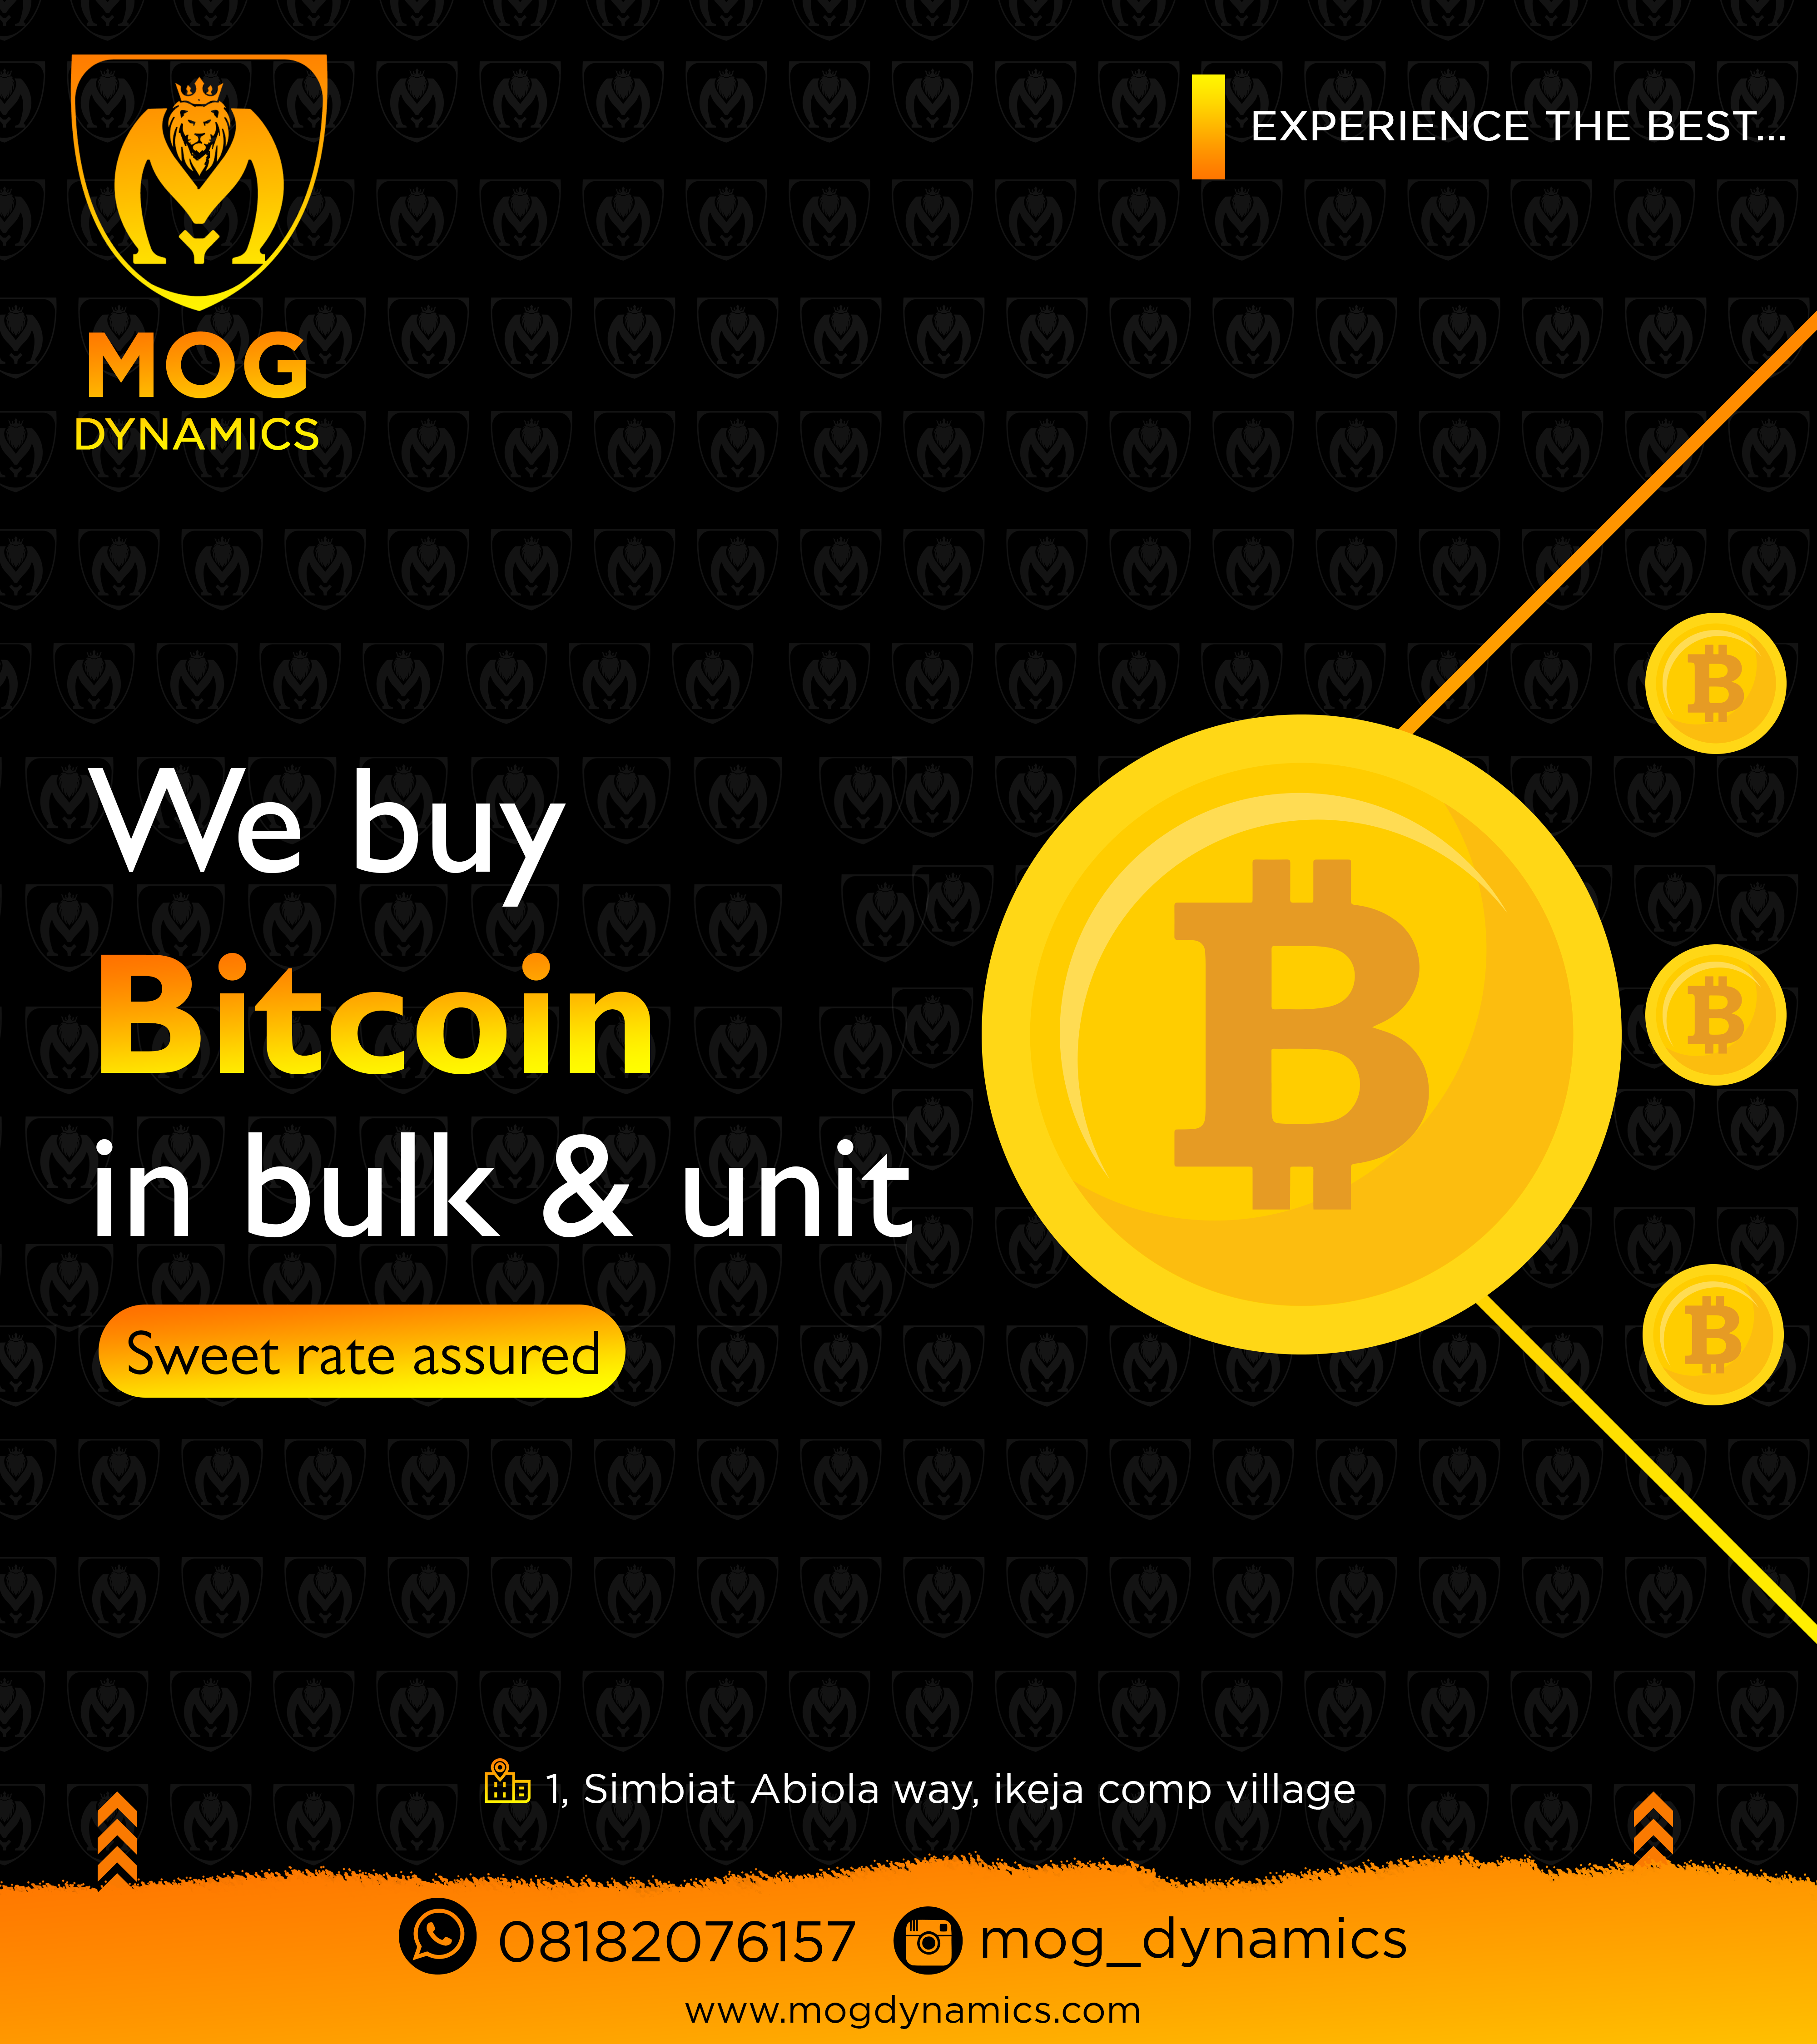 MOG
DYNAMICS
EXPERIENCE THE BEST...
We buy
Bitcoin
in bulk & unit
Sweet rate assured
1, Simbiat Abiola way, ikeja comp village
08182076157 mog_dynamics
www.mogdynamics.com